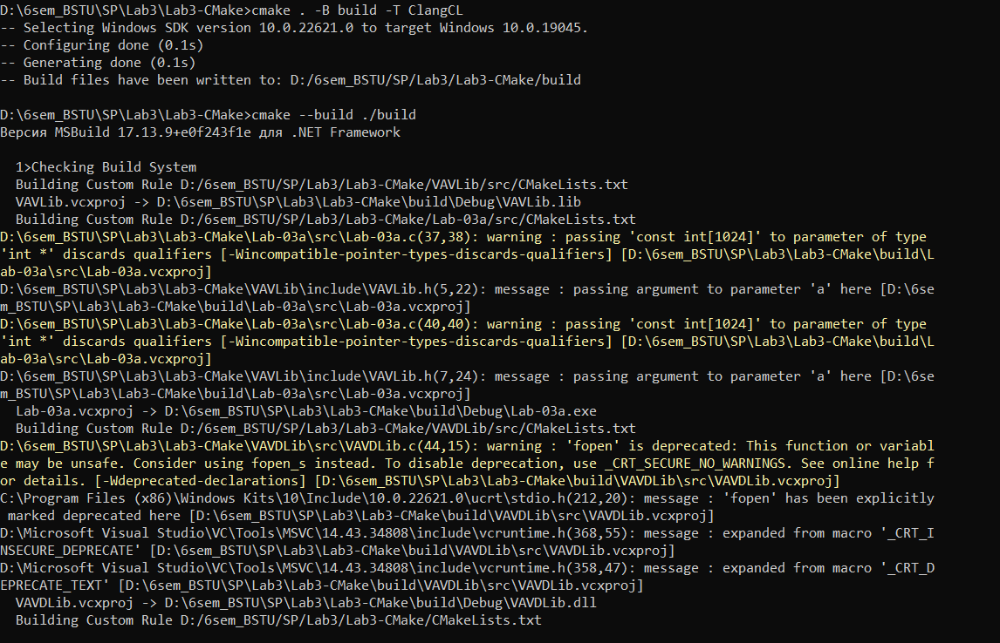 D:\6sem_BSTU\SP\Lab3\Lab3-CMake>cmake . -B build -T ClangCL
-- Selecting Windows SDK version 10.0.22621.0 to target Windows 10.0.19045.
-- Configuring done (0.1s)
-- Generating done (0.1s)
-- Build files have been written to: D:/6sem_BSTU/SP/Lab3/Lab3-CMake/build
D:\6sem_BSTU\SP\Lab3\Lab3-CMake>cmake --build ./build
Версия MSBuild 17.13.9+e0f243f1e для .NET Framework
  1>Checking Build System
  Building Custom Rule D:/6sem_BSTU/SP/Lab3/Lab3-CMake/VAVLib/src/CMakeLists.txt
  VAVLib.vcxproj -> D:\6sem_BSTU\SP\Lab3\Lab3-CMake\build\Debug\VAVLib.lib
  Building Custom Rule D:/6sem_BSTU/SP/Lab3/Lab3-CMake/Lab-03a/src/CMakeLists.txt
D:\6sem_BSTU\SP\Lab3\Lab3-CMake\Lab-03a\src\Lab-03a.c(37,38): warning : passing 'const int[1024]' to parameter of type
'int *' discards qualifiers [-Wincompatible-pointer-types-discards-qualifiers] [D:\6sem_BSTU\SP\Lab3\Lab3-CMake\build\L
ab-03a\src\Lab-03a.vcxproj]
D:\6sem_BSTU\SP\Lab3\Lab3-CMake\VAVLib\include\VAVLib.h(5,22): message : passing argument to parameter 'a' here [D:\6se
m_BSTU\SP\Lab3\Lab3-CMake\build\Lab-03a\src\Lab-03a.vcxproj]
D:\6sem_BSTU\SP\Lab3\Lab3-CMake\Lab-03a\src\Lab-03a.c(40,40): warning : passing 'const int[1024]' to parameter of type
'int *' discards qualifiers [-Wincompatible-pointer-types-discards-qualifiers] [D:\6sem_BSTU\SP\Lab3\Lab3-CMake\build\L
ab-03a\src\Lab-03a.vcxproj]
D:\6sem_BSTU\SP\Lab3\Lab3-CMake\VAVLib\include\VAVLib.h(7,24): message : passing argument to parameter 'a' here [D:\6se
m_BSTU\SP\Lab3\Lab3-CMake\build\Lab-03a\src\Lab-03a.vcxproj]
  Lab-03a.vcxproj -> D:\6sem_BSTU\SP\Lab3\Lab3-CMake\build\Debug\Lab-03a.exe
  Building Custom Rule D:/6sem_BSTU/SP/Lab3/Lab3-CMake/VAVDLib/src/CMakeLists.txt
D:\6sem_BSTU\SP\Lab3\Lab3-CMake\VAVDLib\src\VAVDLib.c(44,15): warning : 'fopen' is deprecated: This function or variabl
e may be unsafe. Consider using fopen_s instead. To disable deprecation, use _CRT_SECURE_NO_WARNINGS. See online help f
or details. [-Wdeprecated-declarations] [D:\6sem_BSTU\SP\Lab3\Lab3-CMake\build\VAVDLib\src\VAVDLib.vcxproj]
C:\Program Files (x86)\Windows Kits\10\Include\10.0.22621.0\ucrt\stdio.h(212,20): message : 'fopen' has been explicitly
 marked deprecated here [D:\6sem_BSTU\SP\Lab3\Lab3-CMake\build\VAVDLib\src\VAVDLib.vcxproj]
D:\Microsoft Visual Studio\VC\Tools\MSVC\14.43.34808\include\vcruntime.h(368,55): message : expanded from macro '_CRT_I
NSECURE_DEPRECATE' [D:\6sem_BSTU\SP\Lab3\Lab3-CMake\build\VAVDLib\src\VAVDLib.vcxproj]
D:\Microsoft Visual Studio\VC\Tools\MSVC\14.43.34808\include\vcruntime.h(358,47): message : expanded from macro '_CRT_D
EPRECATE_TEXT' [D:\6sem_BSTU\SP\Lab3\Lab3-CMake\build\VAVDLib\src\VAVDLib.vcxproj]
  VAVDLib.vcxproj -> D:\6sem_BSTU\SP\Lab3\Lab3-CMake\build\Debug\VAVDLib.dll
  Building Custom Rule D:/6sem_BSTU/SP/Lab3/Lab3-CMake/CMakeLists.txt